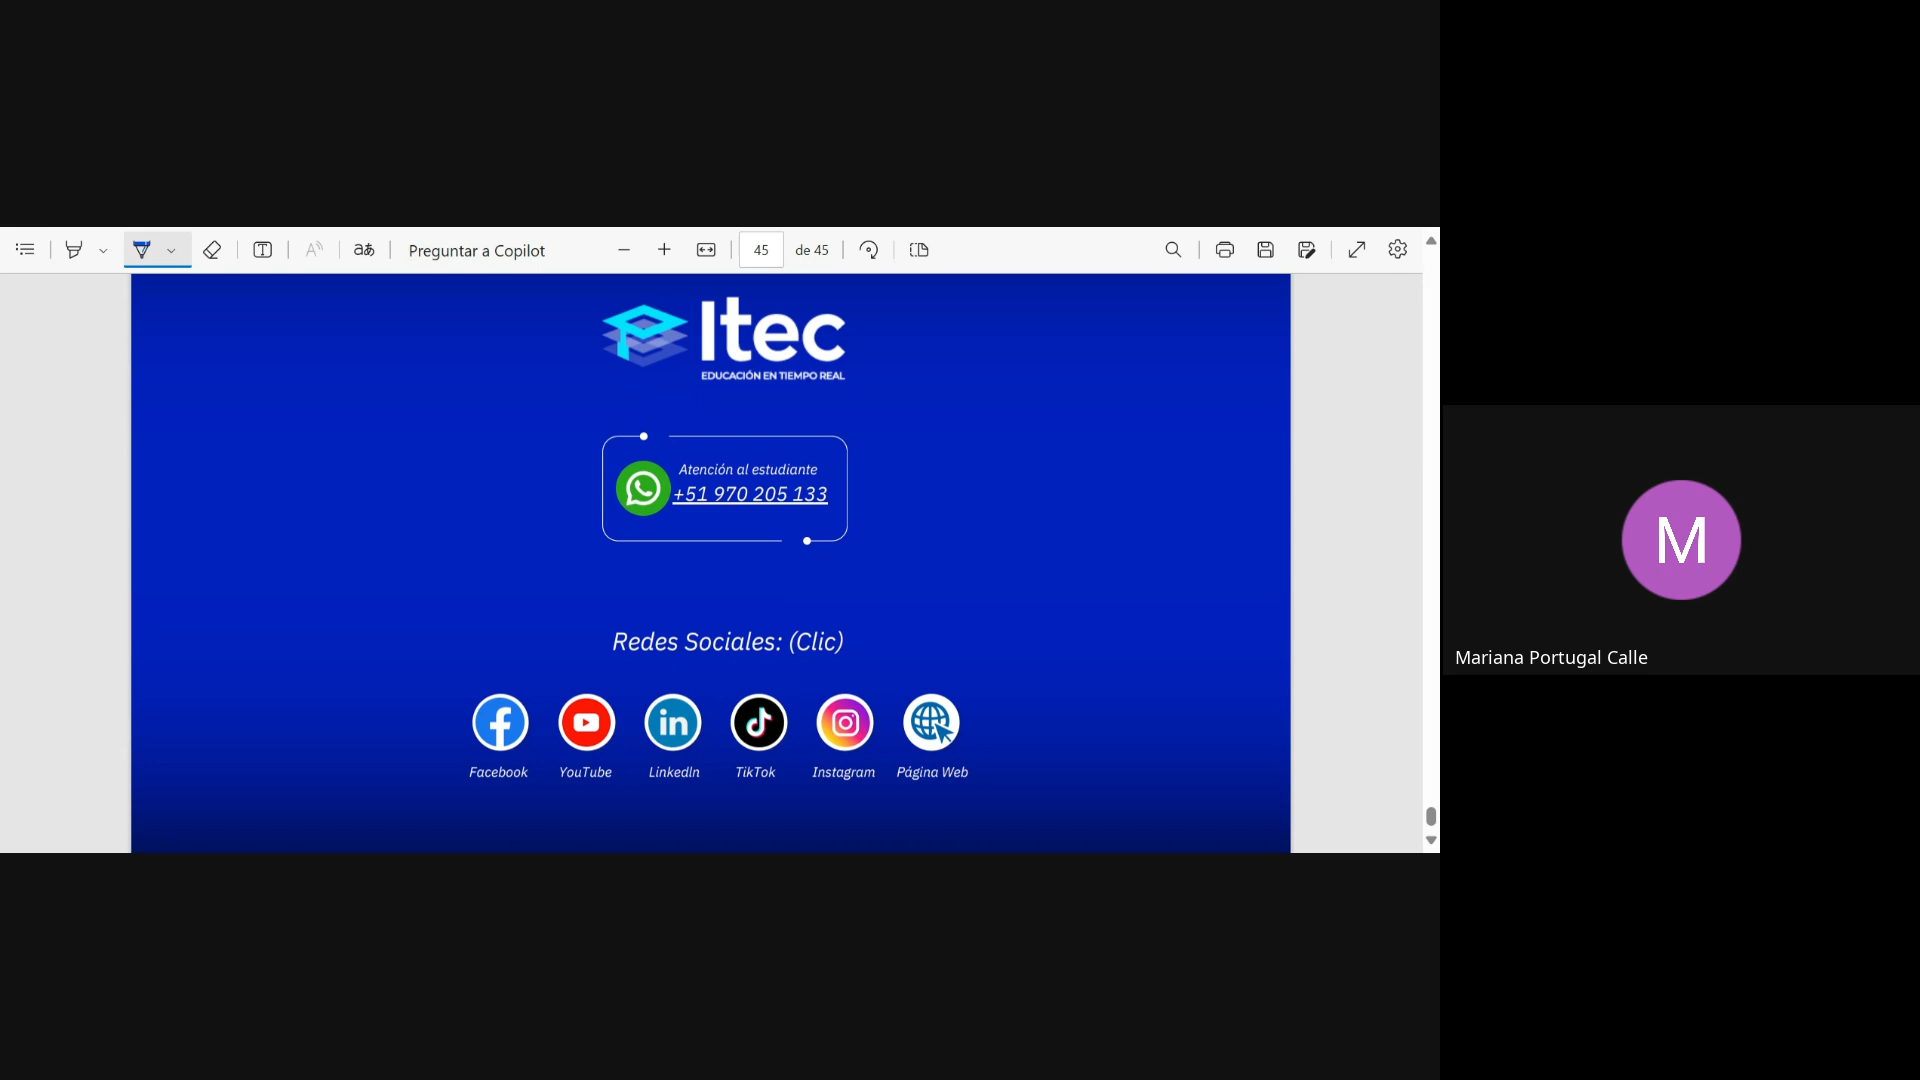 Preguntar a Copilot
45 de 45
Itec
EDUCACIÓN EN TIEMPO REAL
Atención al estudiante
+51 970 205 133
Redes Sociales: (Clic)
Facebook YouTube Linkedln TikTok Instagram Página Web
M
Mariana Portugal Calle